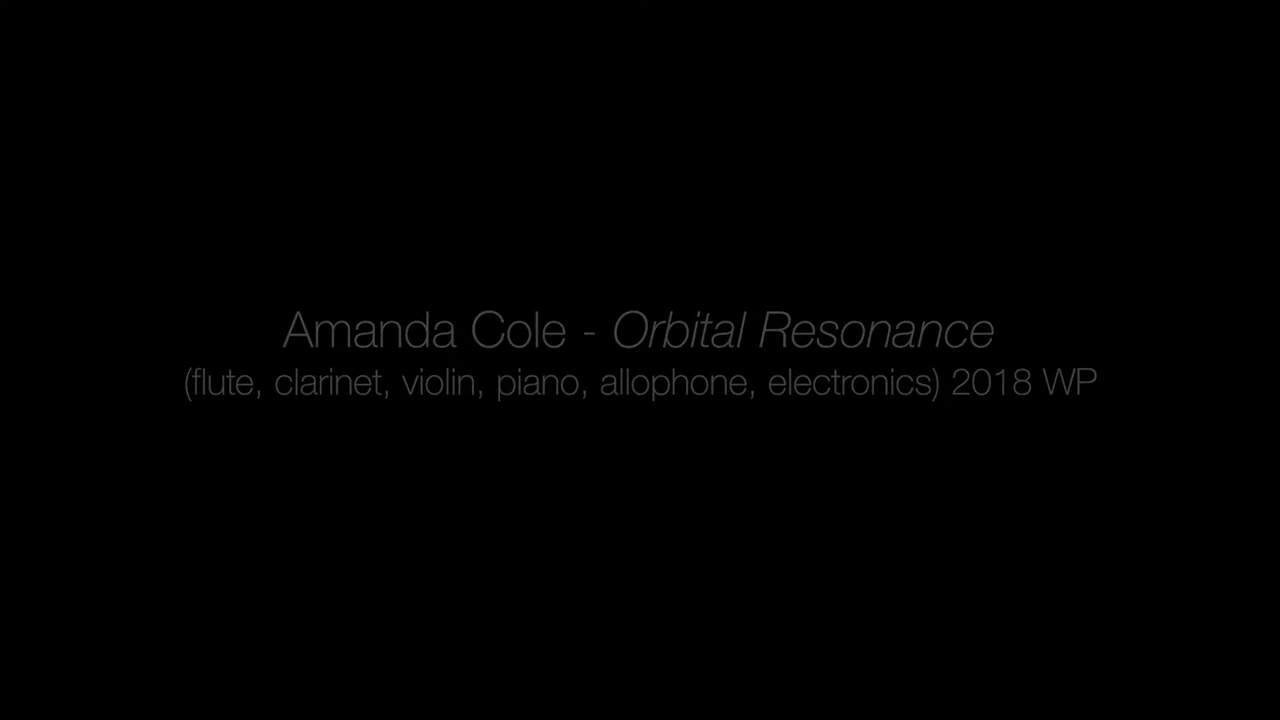 Amanda Cole - Orbital Resonance
(flute, clarinet, violin, piano, allophone, electronics) 2018 WP